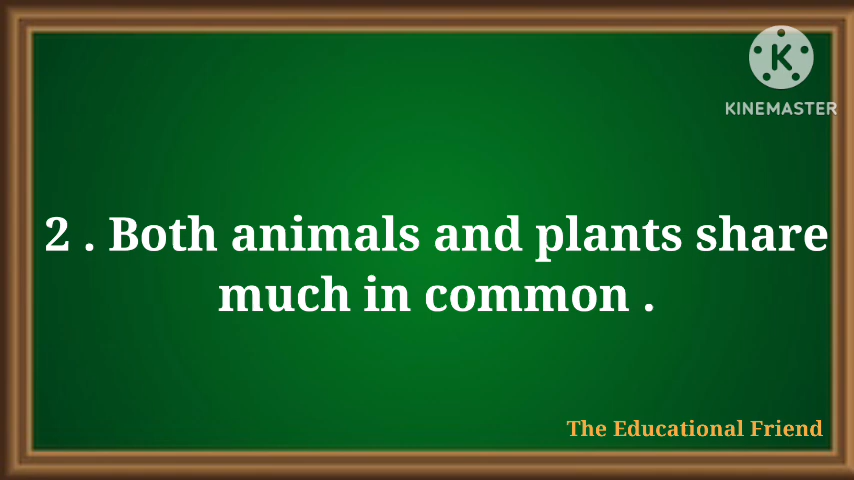 K
KINEMASTER
2 . Both animals and plants share
much in common .
The Educational Friend